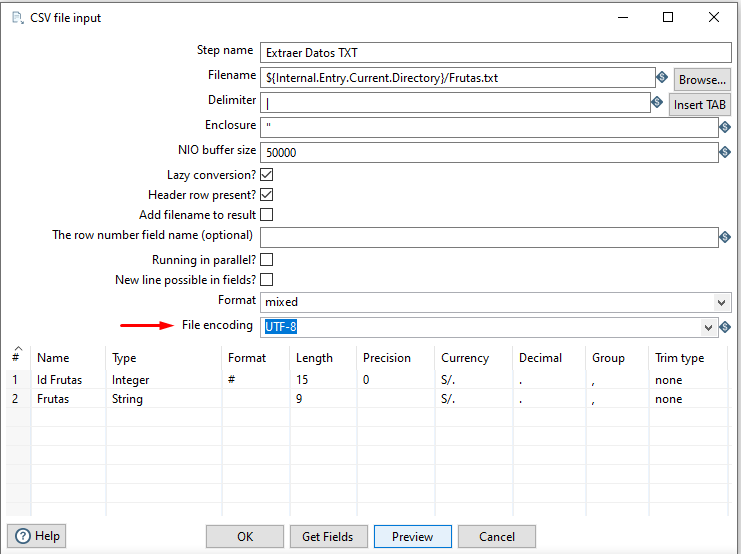 CSV file input
Step name Extraer Datos TXT
Filename ${Internal.Entry.Current.Directory}/Frutas.txt Browse...
Delimiter | Insert TAB
Enclosure "
NIO buffer size 50000
Lazy conversion?
Header row present?
Add filename to result
The row number field name (optional)
Running in parallel?
New line possible in fields?
Format mixed
File encoding UTF-8
# Name Type Format Length Precision Currency Decimal Group Trim type
1 Id Frutas Integer # 15 0 S/. . , none
2 Frutas String 9 S/. . , none
Help OK Get Fields Preview Cancel